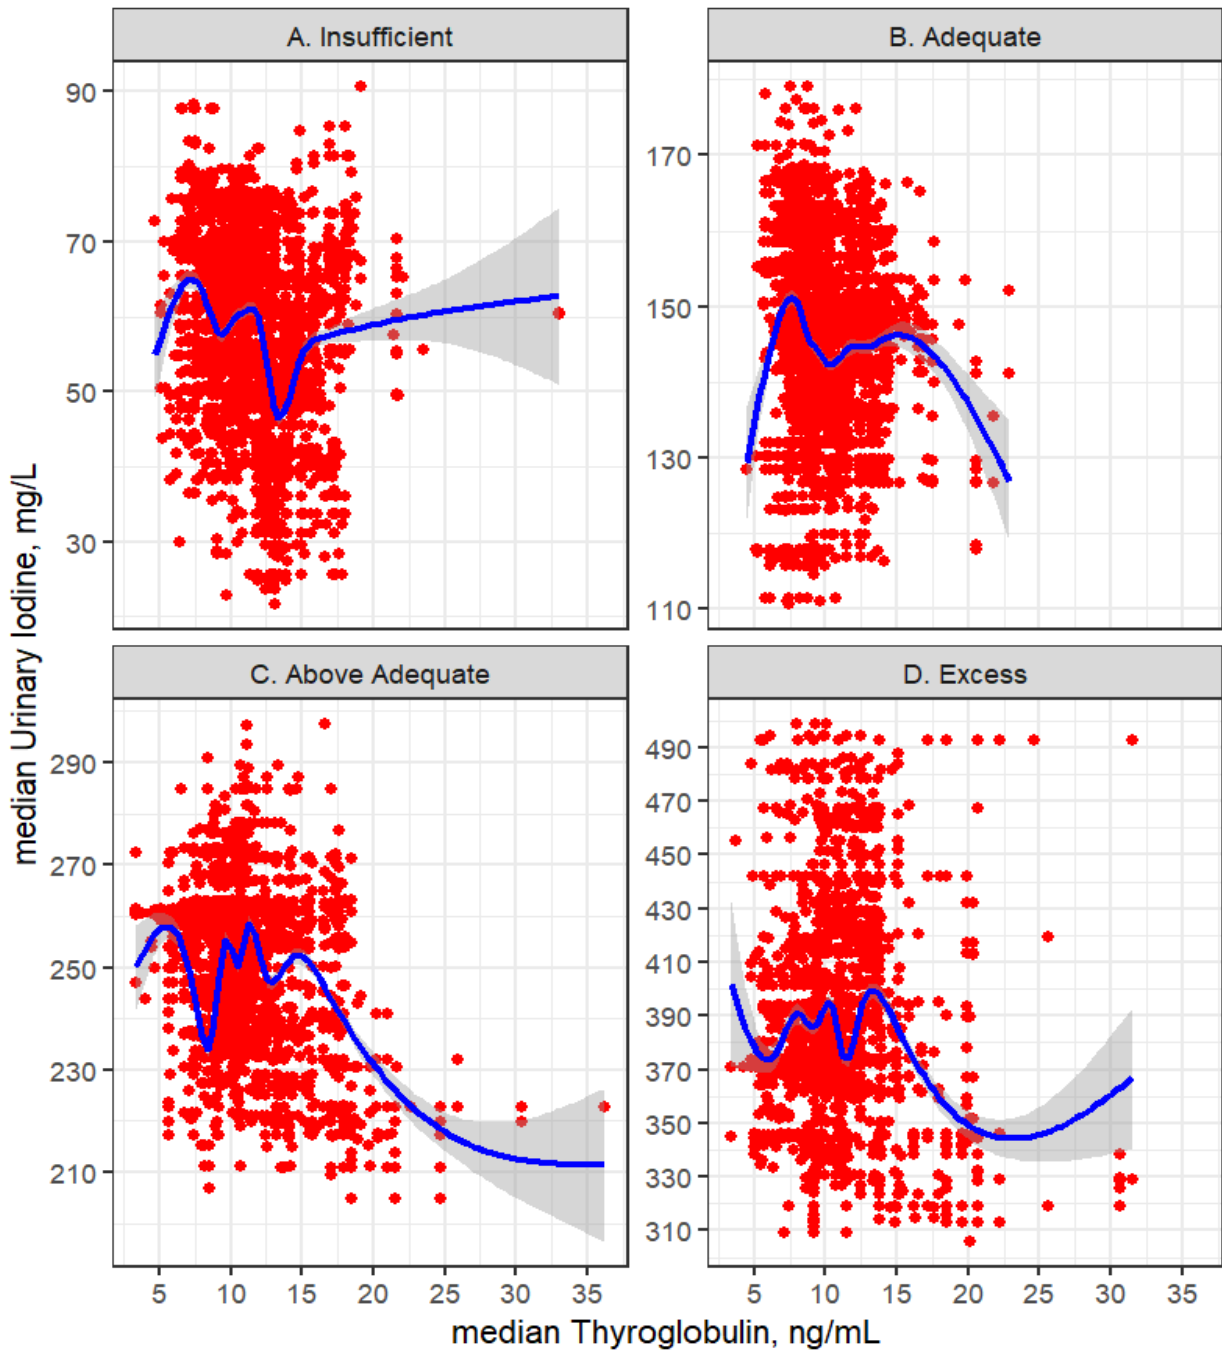 A. Insufficient
B. Adequate
90
70
50
30
170
150
130
110
C. Above Adequate
D. Excess
290
270
250
230
210
490
470
450
430
410
390
370
350
330
310
5 10 15 20 25 30 35
5 10 15 20 25 30 35
median Thyroglobulin, ng/mL
median Urinary Iodine, mg/L